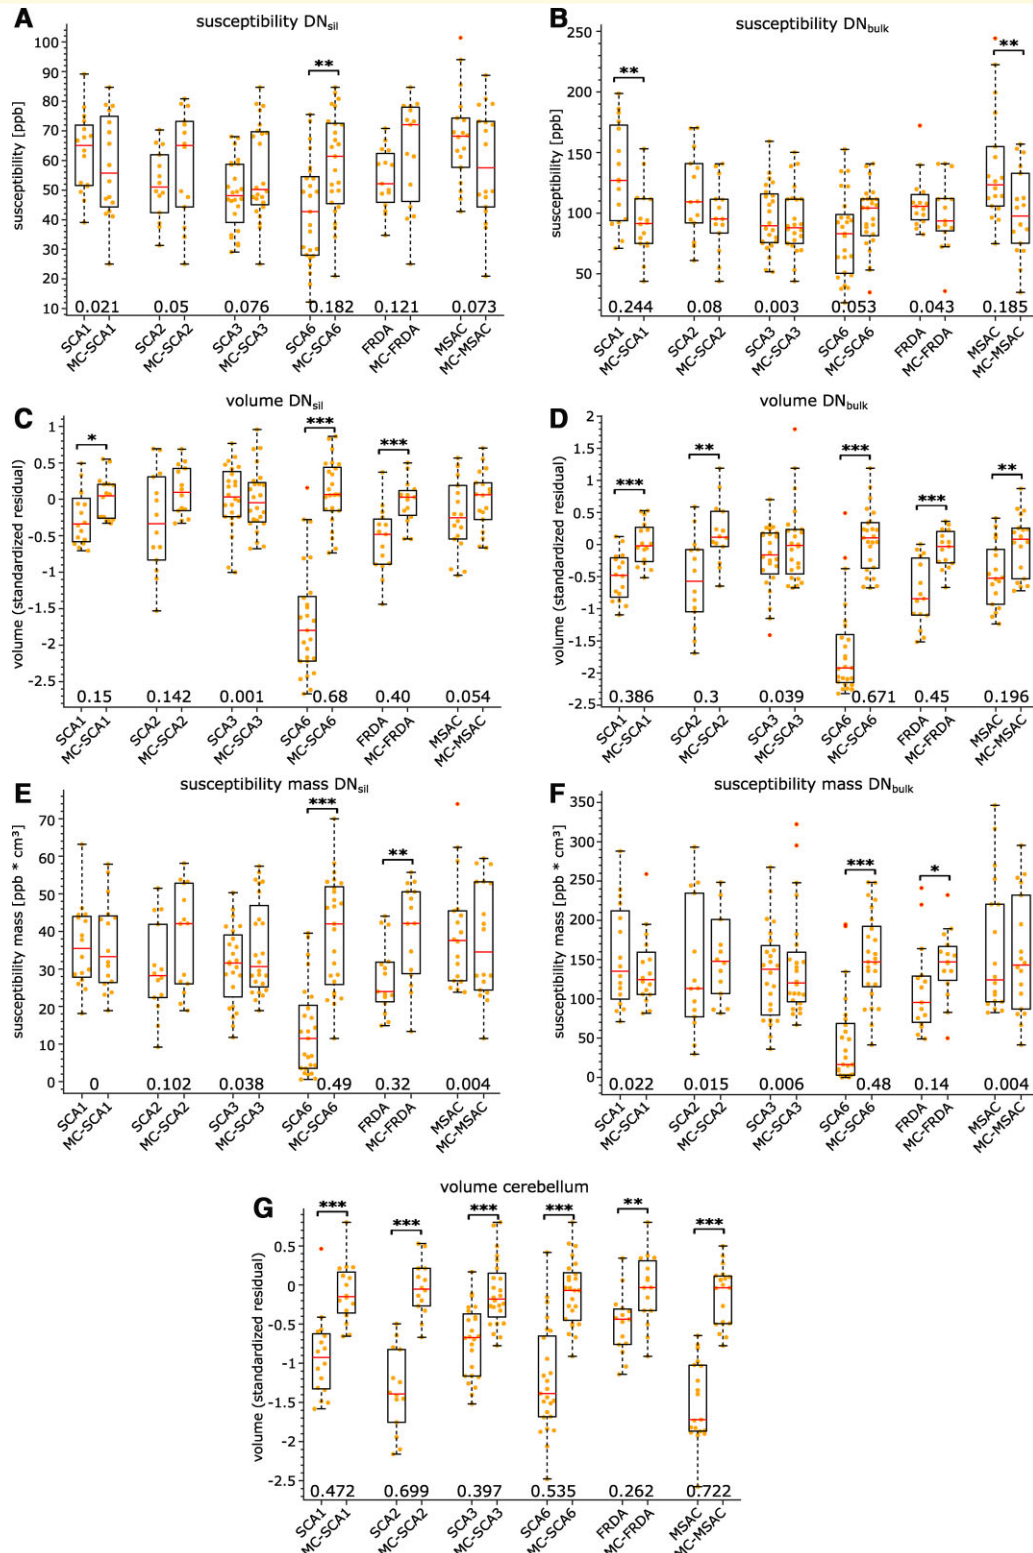 A
susceptibility DNsil
susceptibility [ppb]
100
90
80
70
60
50
40
30
20
10
**
0.021 0.05 0.076 0.182 0.121 0.073
SCA1 MC-SCA1 SCA2 MC-SCA2 SCA3 MC-SCA3 SCA6 MC-SCA6 FRDA MC-FRDA MSAC MC-MSAC
B
susceptibility DNbulk
susceptibility [ppb]
250
200
150
100
50
** **
0.244 0.08 0.003 0.053 0.043 0.185
SCA1 MC-SCA1 SCA2 MC-SCA2 SCA3 MC-SCA3 SCA6 MC-SCA6 FRDA MC-FRDA MSAC MC-MSAC
C
volume DNsil
volume (standardized residual)
1
0.5
0
-0.5
-1
-1.5
-2
-2.5
* *** ***
0.15 0.142 0.001 0.68 0.40 0.054
SCA1 MC-SCA1 SCA2 MC-SCA2 SCA3 MC-SCA3 SCA6 MC-SCA6 FRDA MC-FRDA MSAC MC-MSAC
D
volume DNbulk
volume (standardized residual)
2
1.5
1
0.5
0
-0.5
-1
-1.5
-2
-2.5
*** ** *** *** **
0.386 0.3 0.039 0.671 0.45 0.196
SCA1 MC-SCA1 SCA2 MC-SCA2 SCA3 MC-SCA3 SCA6 MC-SCA6 FRDA MC-FRDA MSAC MC-MSAC
E
susceptibility mass DNsil
susceptibility mass [ppb * cm³]
70
60
50
40
30
20
10
0
*** **
0 0.102 0.038 0.49 0.32 0.004
SCA1 MC-SCA1 SCA2 MC-SCA2 SCA3 MC-SCA3 SCA6 MC-SCA6 FRDA MC-FRDA MSAC MC-MSAC
F
susceptibility mass DNbulk
susceptibility mass [ppb * cm³]
350
300
250
200
150
100
50
0
*** *
0.022 0.015 0.006 0.48 0.14 0.004
SCA1 MC-SCA1 SCA2 MC-SCA2 SCA3 MC-SCA3 SCA6 MC-SCA6 FRDA MC-FRDA MSAC MC-MSAC
G
volume cerebellum
volume (standardized residual)
0.5
0
-0.5
-1
-1.5
-2
-2.5
*** *** *** *** ** ***
0.472 0.699 0.397 0.535 0.262 0.722
SCA1 MC-SCA1 SCA2 MC-SCA2 SCA3 MC-SCA3 SCA6 MC-SCA6 FRDA MC-FRDA MSAC MC-MSAC